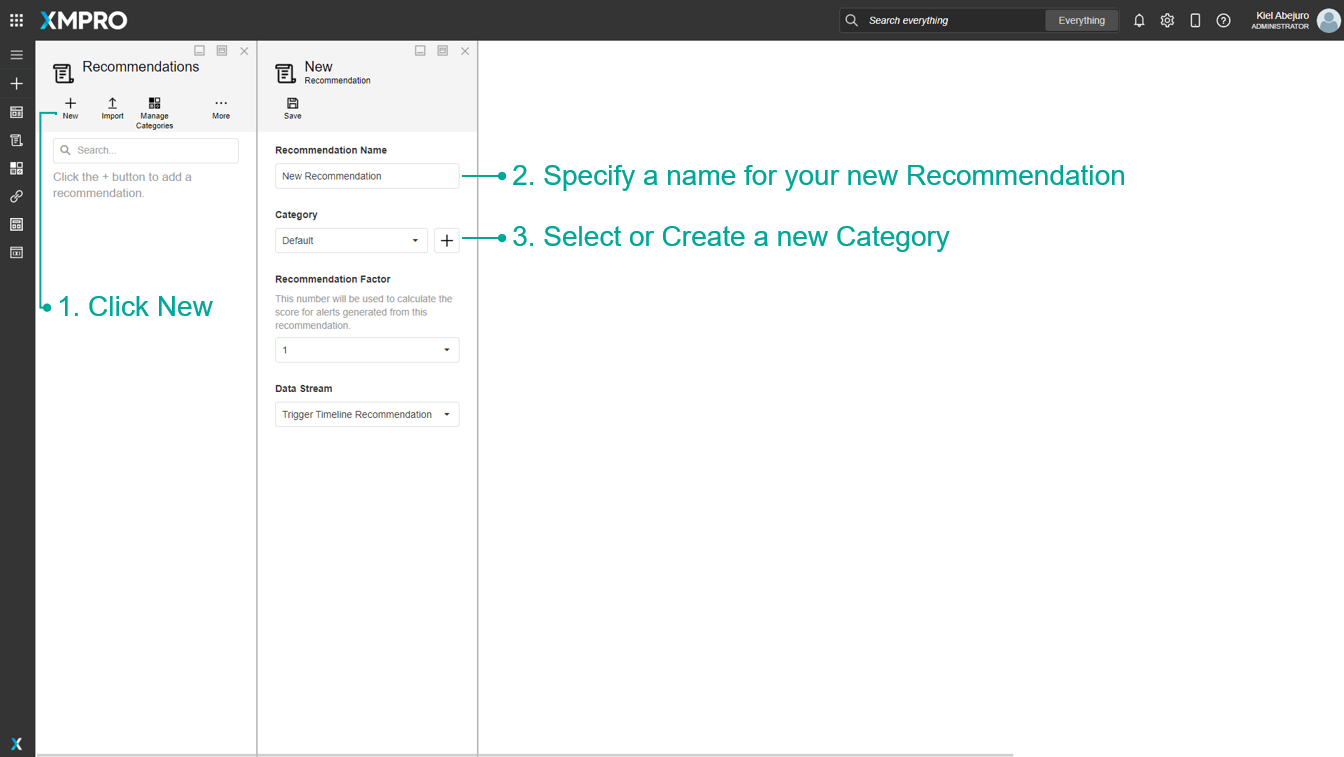 XMPRO
Search everything
Everything
Kiel Abejuro
ADMINISTRATOR
Recommendations
New
Import
Manage
Categories
More
Search...
Click the + button to add a
recommendation.
1. Click New
New
Recommendation
Save
Recommendation Name
New Recommendation
2. Specify a name for your new Recommendation
Category
Default
3. Select or Create a new Category
Recommendation Factor
This number will be used to calculate the
score for alerts generated from this
recommendation.
1
Data Stream
Trigger Timeline Recommendation
X